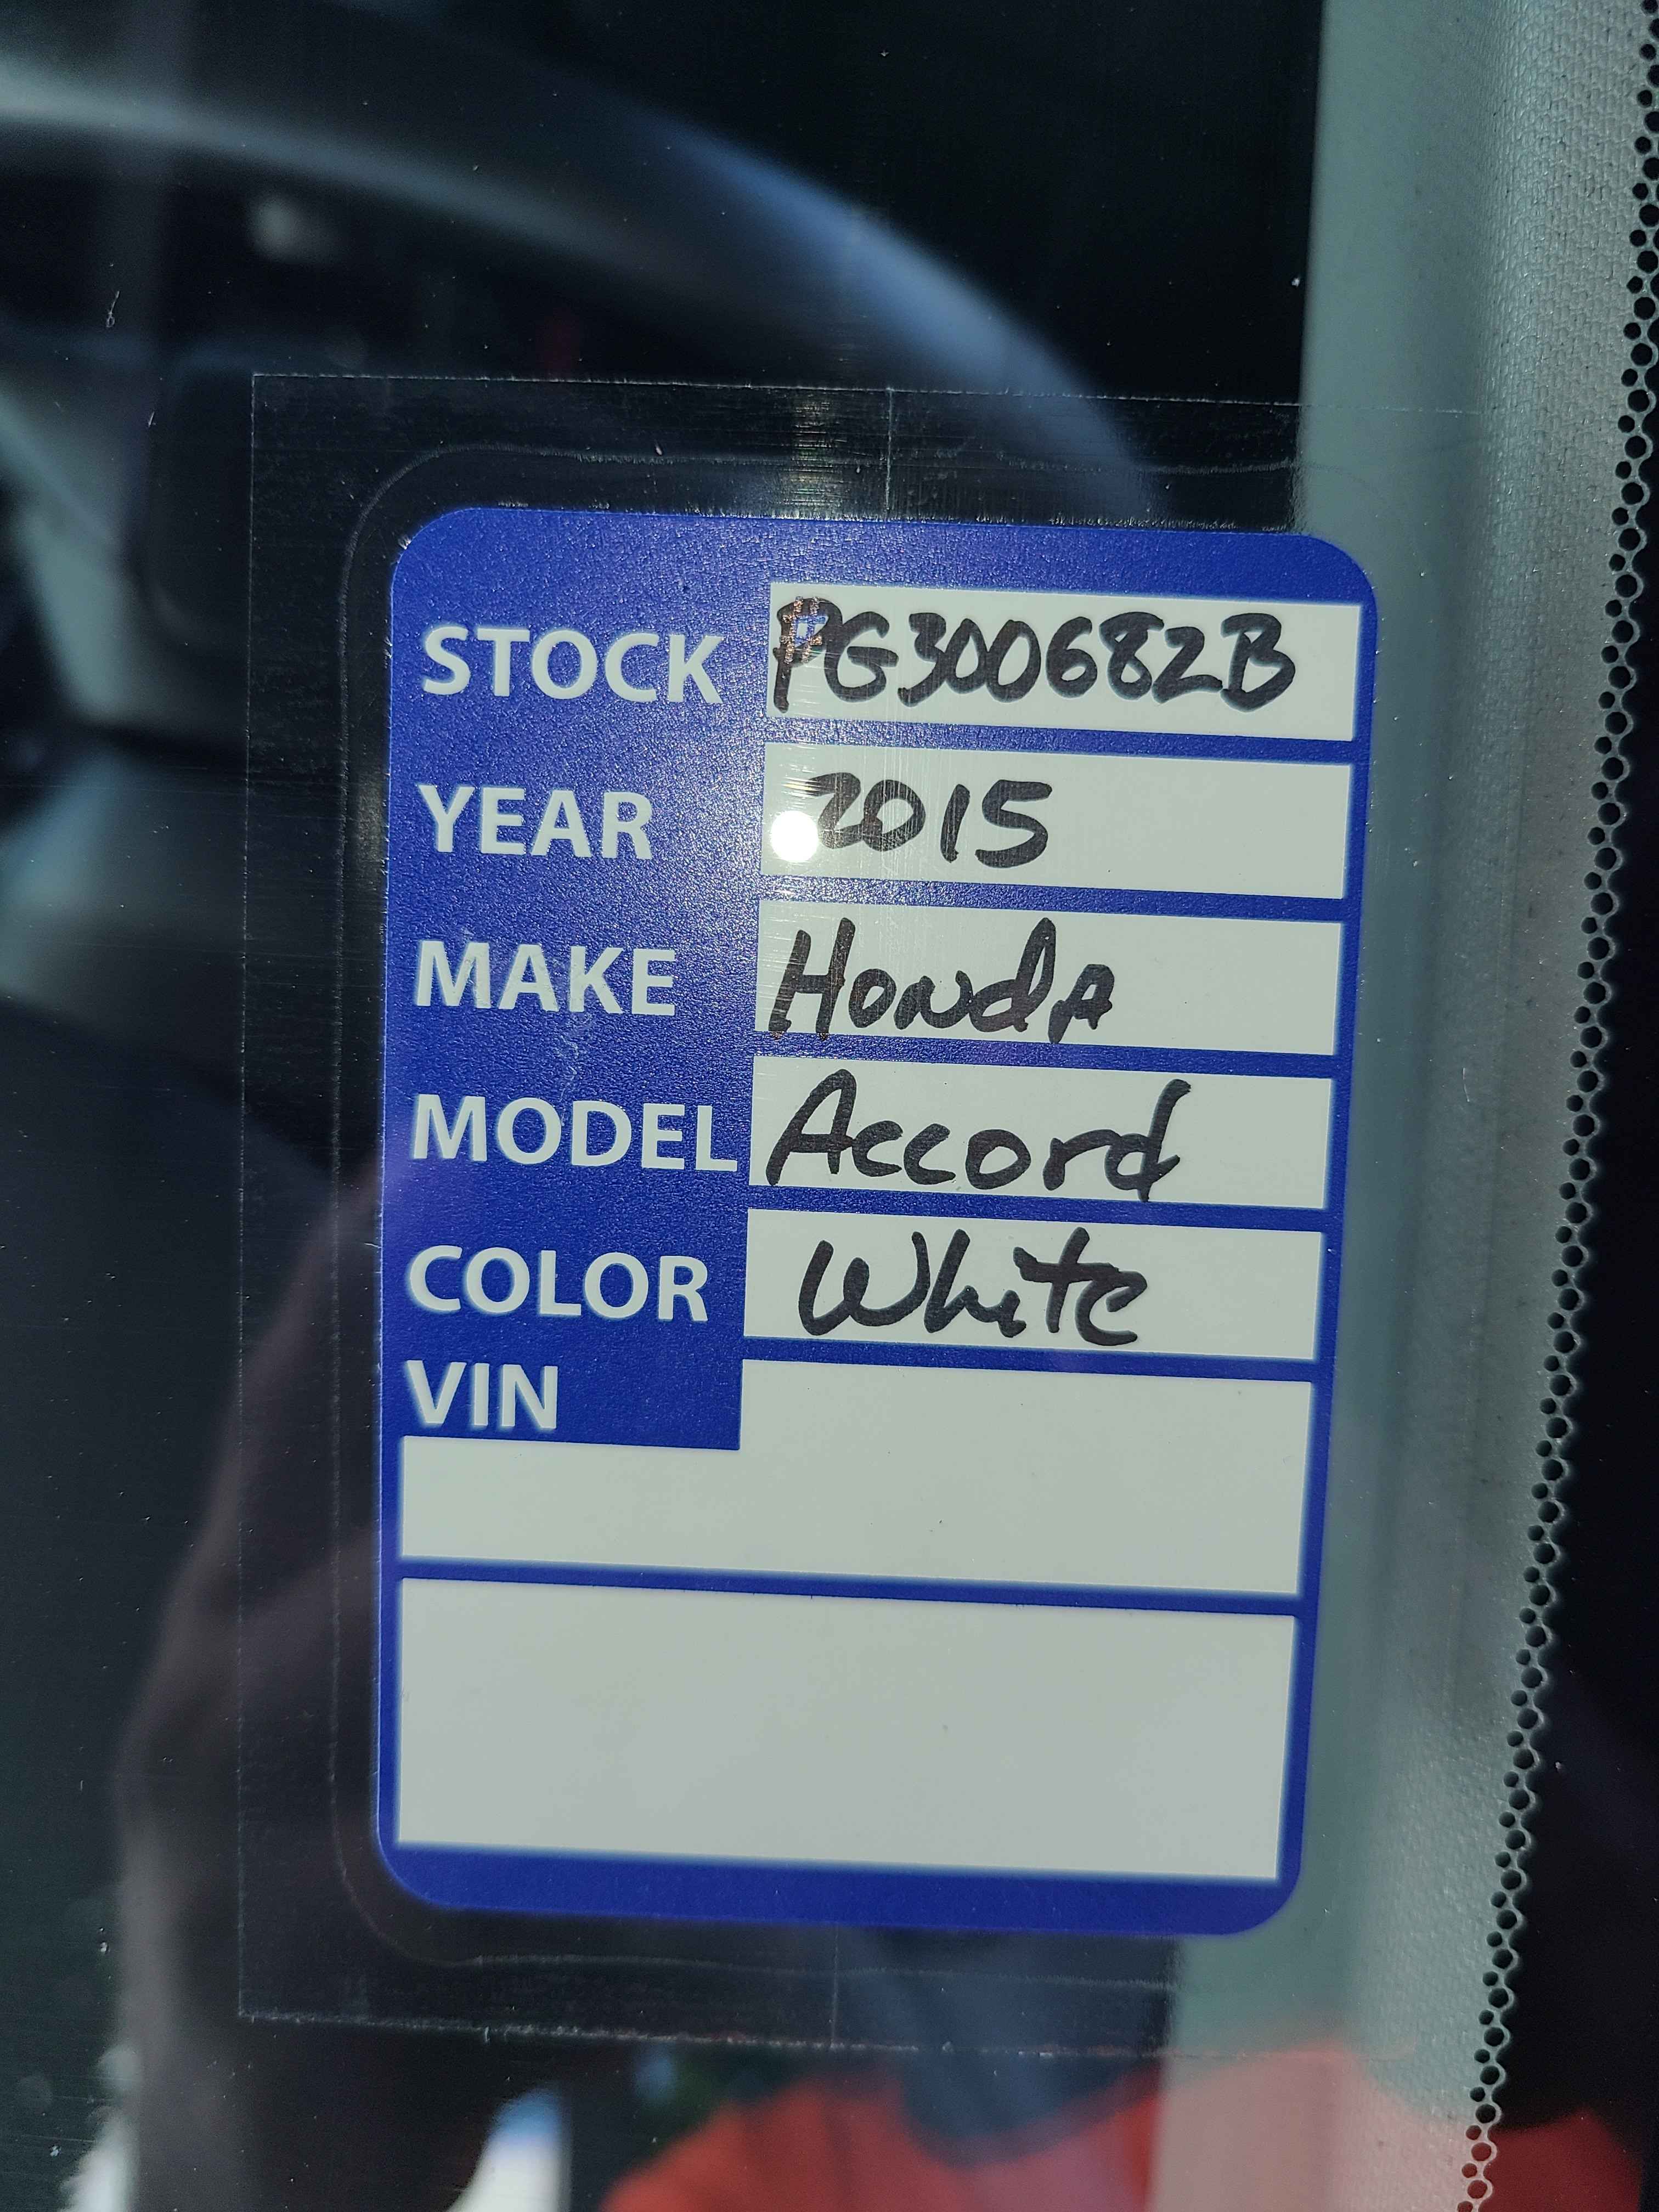 STOCK PG300682B
YEAR 2015
MAKE Honda
MODEL Accord
COLOR White
VIN